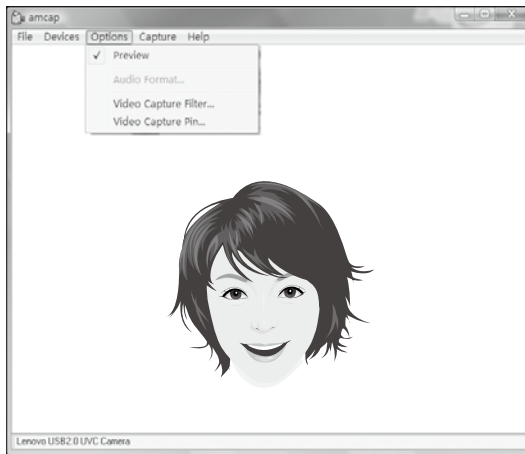 amcap
File Devices Options Capture Help
✓ Preview
Audio Format...
Video Capture Filter...
Video Capture Pin...
Lenovo USB2.0 UVC Camera